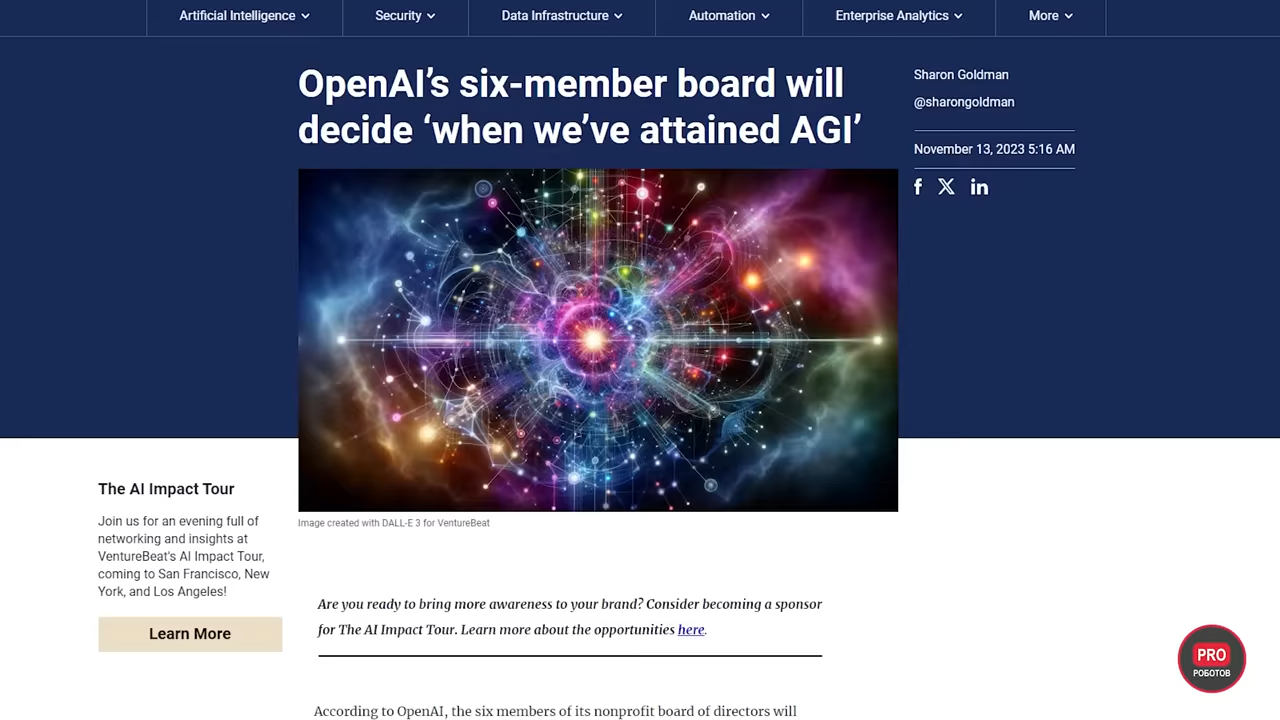 Artificial Intelligence Security Data Infrastructure Automation Enterprise Analytics More
OpenAI’s six-member board will
decide ‘when we’ve attained AGI’
Sharon Goldman
@sharongoldman
November 13, 2023 5:16 AM
Image created with DALL-E 3 for VentureBeat
The AI Impact Tour
Join us for an evening full of
networking and insights at
VentureBeat's AI Impact Tour,
coming to San Francisco, New
York, and Los Angeles!
Learn More
Are you ready to bring more awareness to your brand? Consider becoming a sponsor
for The AI Impact Tour. Learn more about the opportunities here.
According to OpenAI, the six members of its nonprofit board of directors will
PRO
РОБОТОВ